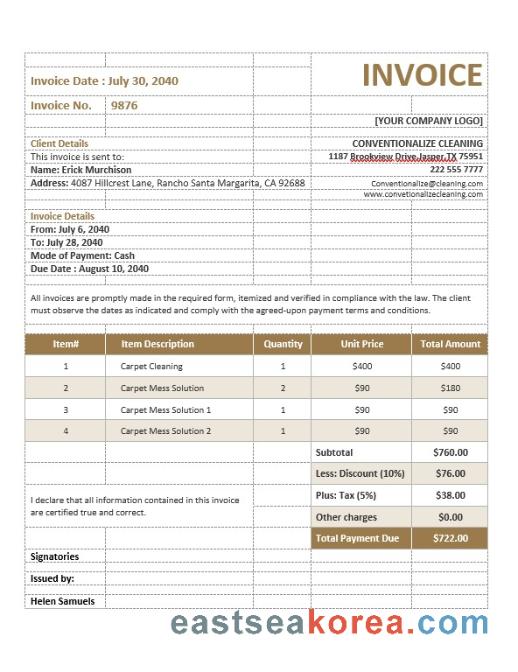 INVOICE
Invoice Date : July 30, 2040
Invoice No. 9876
[YOUR COMPANY LOGO]
Client Details CONVENTIONALIZE CLEANING
This invoice is sent to: 1187 Brookview Drive Jasper, TX 75951
Name: Erick Murchison 222 555 7777
Address: 4087 Hillcrest Lane, Rancho Santa Margarita, CA 92688 Conventionalize@cleaning.com
www.convetionalizecleaning.com
Invoice Details
From: July 6, 2040
To: July 28, 2040
Mode of Payment: Cash
Due Date : August 10, 2040
All invoices are promptly made in the required form, itemized and verified in compliance with the law. The client
must observe the dates as indicated and comply with the agreed-upon payment terms and conditions.
Item# Item Description Quantity Unit Price Total Amount
1 Carpet Cleaning 1 $400 $400
2 Carpet Mess Solution 2 $90 $180
3 Carpet Mess Solution 1 1 $90 $90
4 Carpet Mess Solution 2 1 $90 $90
Subtotal $760.00
Less: Discount (10%) $76.00
I declare that all information contained in this invoice
are certified true and correct.
Plus: Tax (5%) $38.00
Other charges $0.00
Total Payment Due $722.00
Signatories
Issued by:
Helen Samuels
eastseakorea.com